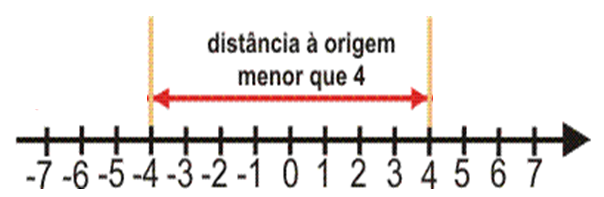 distância à origem
menor que 4
-7 -6 -5 -4 -3 -2 -1 0 1 2 3 4 5 6 7